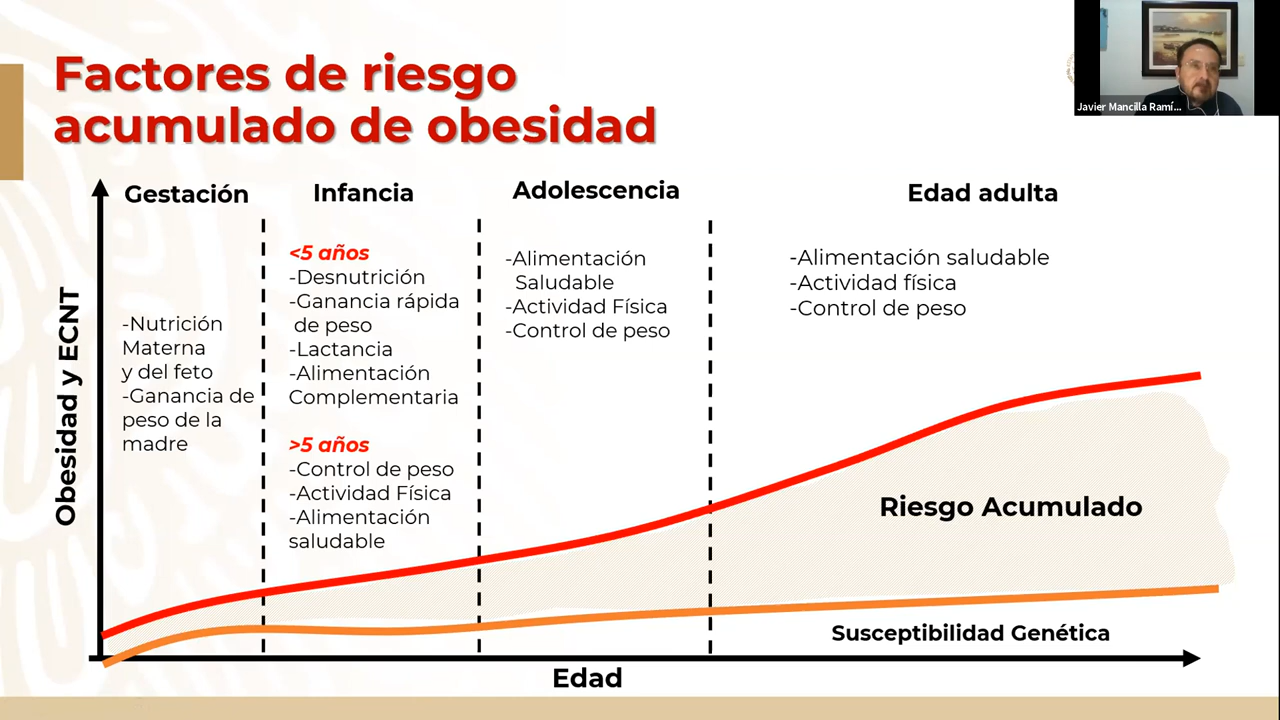 Factores de riesgo
acumulado de obesidad
Javier Mancilla Ramí...
Gestación
Infancia
Adolescencia
Edad adulta
Obesidad y ECNT
-Nutrición
Materna
y del feto
-Ganancia de
peso de la
madre
<5 años
-Desnutrición
-Ganancia rápida
de peso
-Lactancia
-Alimentación
Complementaria
>5 años
-Control de peso
-Actividad Física
-Alimentación
saludable
-Alimentación
Saludable
-Actividad Física
-Control de peso
-Alimentación saludable
-Actividad física
-Control de peso
Riesgo Acumulado
Susceptibilidad Genética
Edad